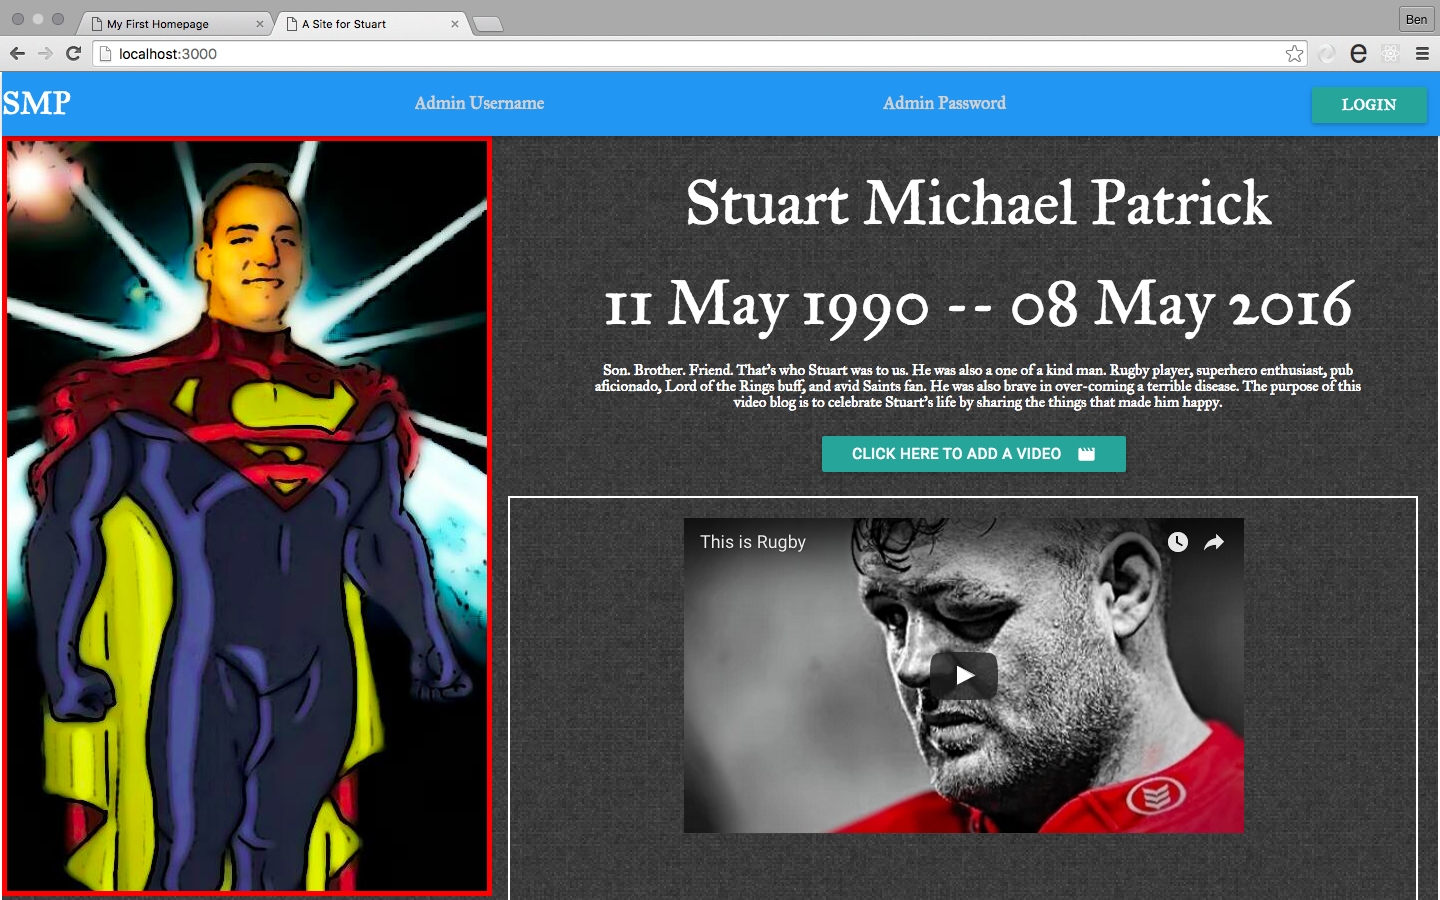 My First Homepage
A Site for Stuart
Ben
localhost:3000
e
SMP
Admin Username
Admin Password
LOGIN
Stuart Michael Patrick
11 May 1990 -- 08 May 2016
Son. Brother. Friend. That's who Stuart was to us. He was also a one of a kind man. Rugby player, superhero enthusiast, pub
aficionado, Lord of the Rings buff, and avid Saints fan. He was also brave in over-coming a terrible disease. The purpose of this
video blog is to celebrate Stuart's life by sharing the things that made him happy.
CLICK HERE TO ADD A VIDEO
This is Rugby